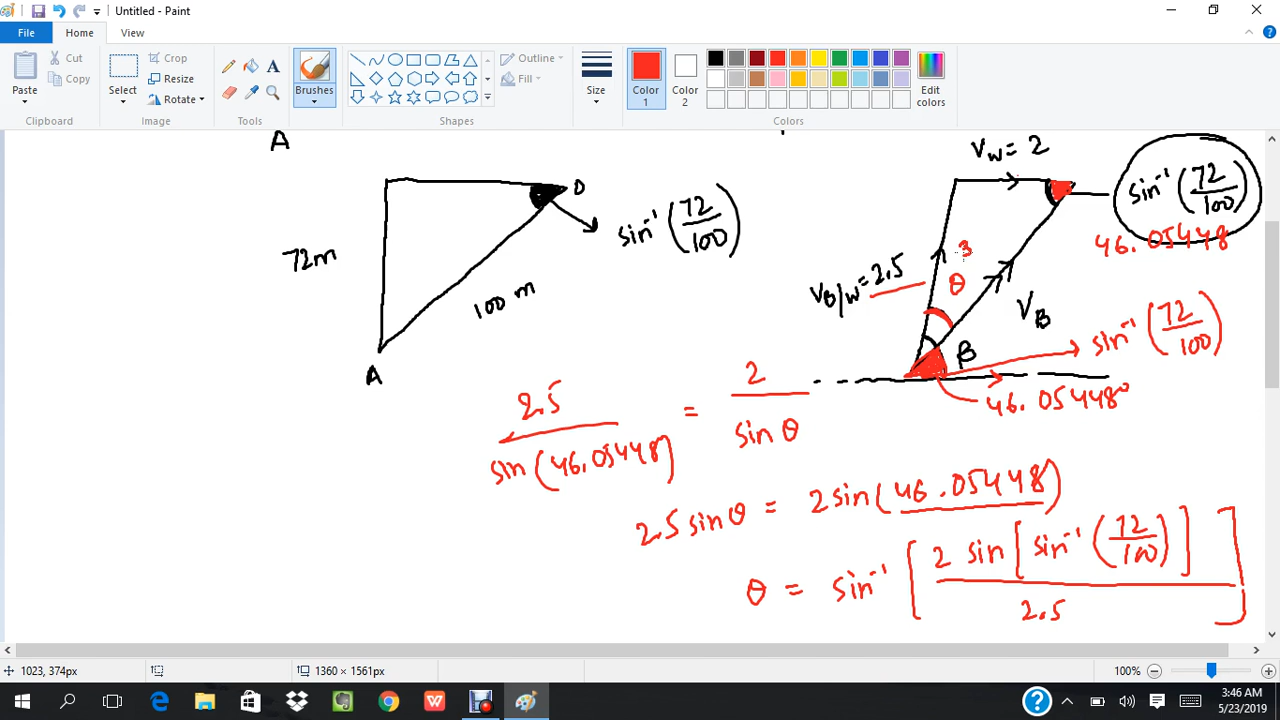 Untitled - Paint
File
Home
View
Paste
Cut
Copy
Clipboard
Select
Crop
Resize
Rotate
Image
A
Tools
Brushes
Outline
Fill
Shapes
Size
Color 1
Color 2
Edit colors
Colors
A
72m
100 m
A
D
sin⁻¹ (72/100)
V_W = 2
sin⁻¹ (72/100)
46.05448
V_B/W = 2.5
3
θ
V_B
β
sin⁻¹ (72/100)
46.05448°
2.5 / sin(46.05448) = 2 / sin θ
2.5 sin θ = 2 sin(46.05448)
θ = sin⁻¹ [ 2 sin [ sin⁻¹ (72/100) ] / 2.5 ]
1023, 374px
1360 × 1561px
100%
W
3:46 AM
5/23/2019